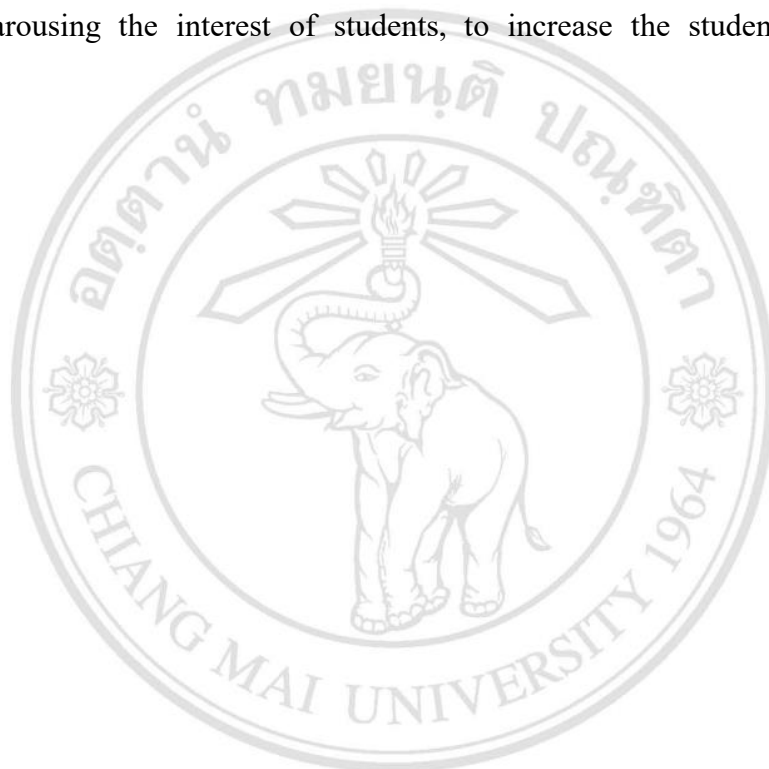 arousing the interest of students, to increase the studen
อตฺตานํ ทมยนฺติ ปณฺฑิตา
CHIANG MAI UNIVERSITY 1964